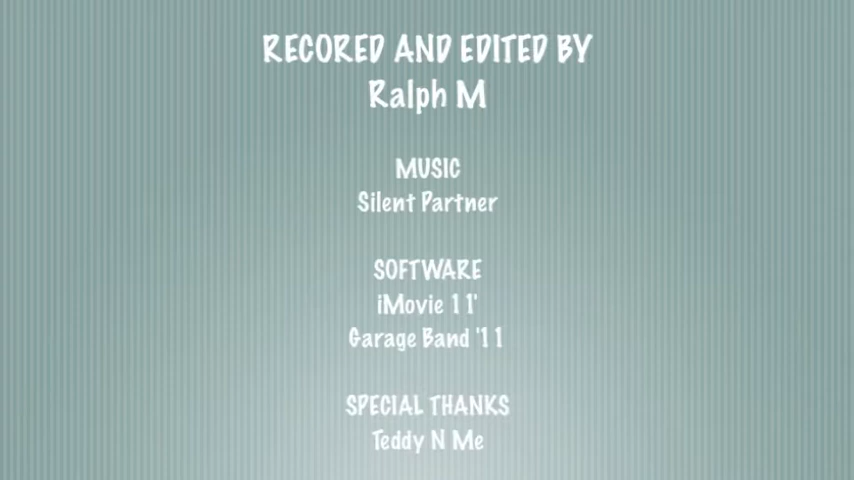 RECORED AND EDITED BY
Ralph M
MUSIC
Silent Partner
SOFTWARE
iMovie 11'
Garage Band '11
SPECIAL THANKS
Teddy N Me